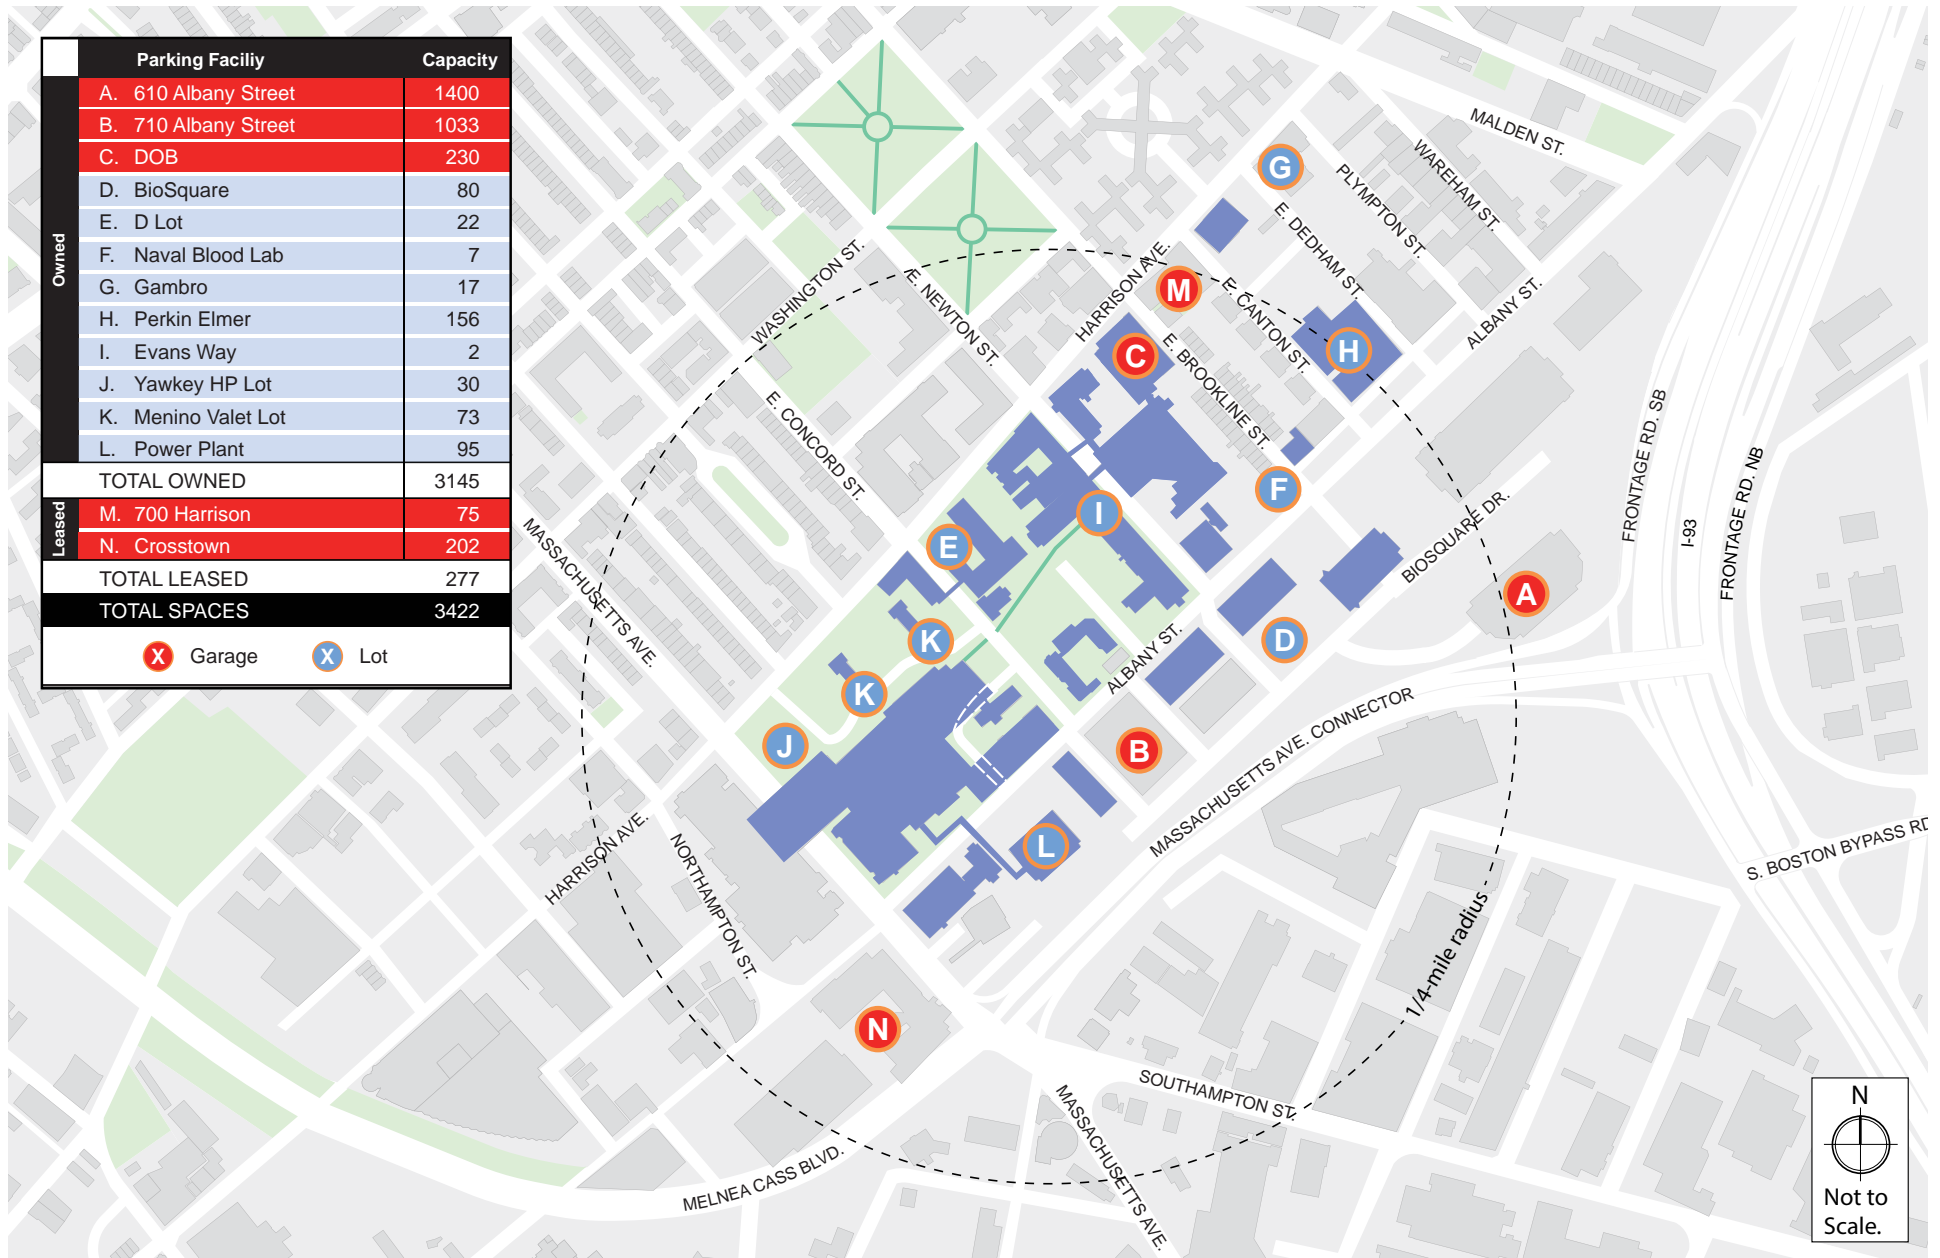 Parking Faciliy Capacity
Owned
A. 610 Albany Street 1400
B. 710 Albany Street 1033
C. DOB 230
D. BioSquare 80
E. D Lot 22
F. Naval Blood Lab 7
G. Gambro 17
H. Perkin Elmer 156
I. Evans Way 2
J. Yawkey HP Lot 30
K. Menino Valet Lot 73
L. Power Plant 95
TOTAL OWNED 3145
Leased
M. 700 Harrison 75
N. Crosstown 202
TOTAL LEASED 277
TOTAL SPACES 3422
X Garage X Lot
MALDEN ST.
WAREHAM ST.
PLYMPTON ST.
G
E. DEDHAM ST.
HARRISON AVE.
WASHINGTON ST.
E. NEWTON ST.
M
E. CANTON ST.
ALBANY ST.
C
H
E. BROOKLINE ST.
E. CONCORD ST.
FRONTAGE RD. SB
I-93
FRONTAGE RD. NB
F
I
BIOSQUARE DR.
E
MASSACHUSETTS AVE.
A
K
D
ALBANY ST.
K
J
B
MASSACHUSETTS AVE. CONNECTOR
L
HARRISON AVE.
NORTHAMPTON ST.
S. BOSTON BYPASS RD
1/4-mile radius
N
SOUTHAMPTON ST.
MASSACHUSETTS AVE.
MELNEA CASS BLVD.
N
Not to
Scale.